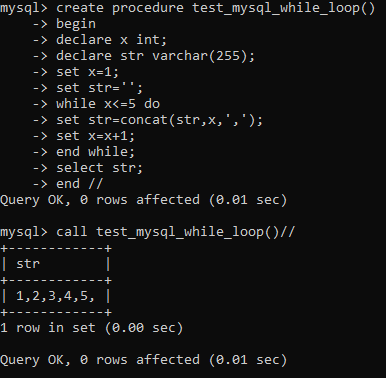 mysql> create procedure test_mysql_while_loop()
    -> begin
    -> declare x int;
    -> declare str varchar(255);
    -> set x=1;
    -> set str='';
    -> while x<=5 do
    -> set str=concat(str,x,',');
    -> set x=x+1;
    -> end while;
    -> select str;
    -> end //
Query OK, 0 rows affected (0.01 sec)

mysql> call test_mysql_while_loop()//
+------------+
| str        |
+------------+
| 1,2,3,4,5, |
+------------+
1 row in set (0.00 sec)

Query OK, 0 rows affected (0.01 sec)